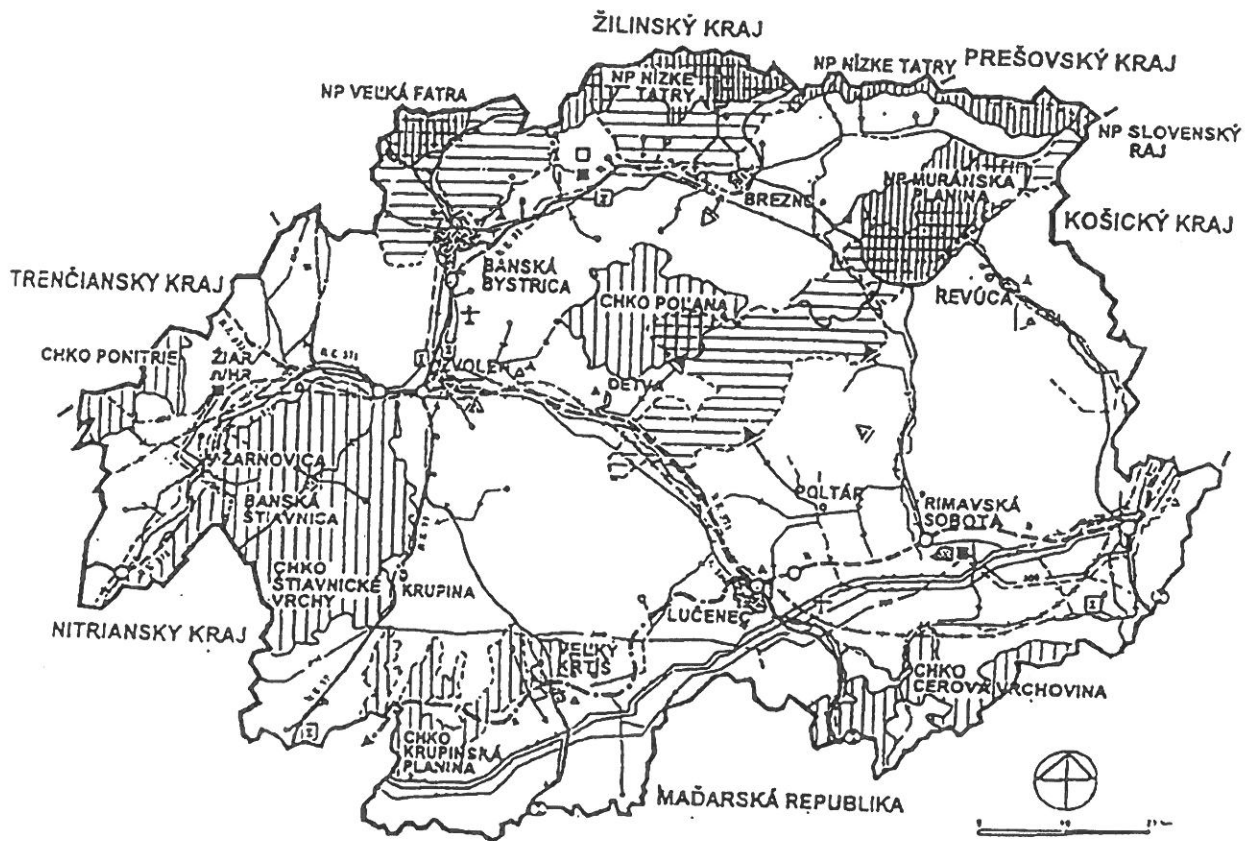 ŽILINSKÝ KRAJ
PREŠOVSKÝ KRAJ
NP NÍZKE TATRY
NP NÍZKE
TATRY
NP VEĽKÁ FATRA
NP SLOVENSKÝ
RAJ
NP MURÁNSKA
PLANINA
BREZNO
KOŠICKÝ KRAJ
TRENČIANSKY KRAJ
BANSKÁ
BYSTRICA
CHKO POĽANA
REVÚCA
CHKO PONITRIE
ŽIAR
N/HR
ZVOLEN
DETVA
ŽARNOVICA
BANSKÁ
ŠTIAVNICA
POLTÁR
RIMAVSKÁ
SOBOTA
CHKO
ŠTIAVNICKÉ
VRCHY
KRUPINA
LUČENEC
NITRIANSKY KRAJ
VEĽKÝ
KRTÍŠ
CHKO
CEROVÁ VRCHOVINA
CHKO
KRUPINSKÁ
PLANINA
MAĎARSKÁ REPUBLIKA